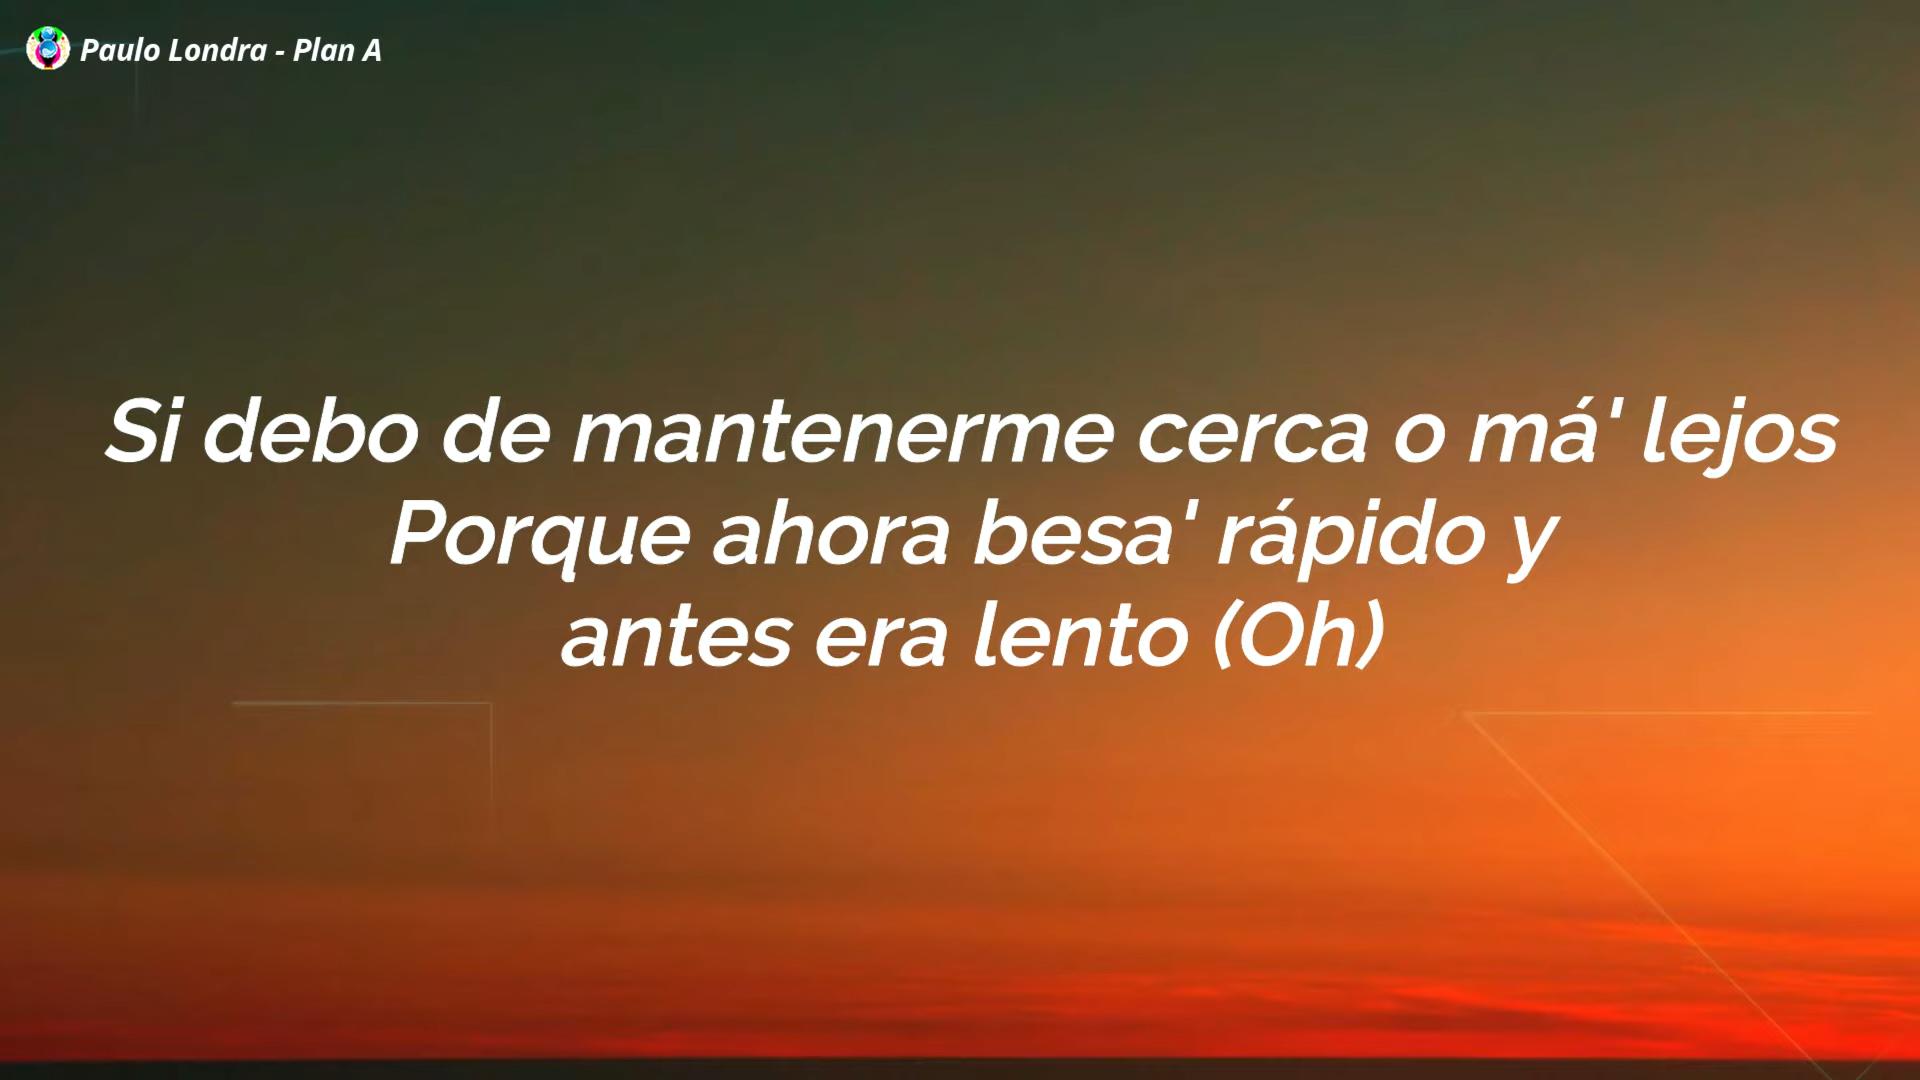 Paulo Londra - Plan A
Si debo de mantenerme cerca o má' lejos
Porque ahora besa' rápido y
antes era lento (Oh)